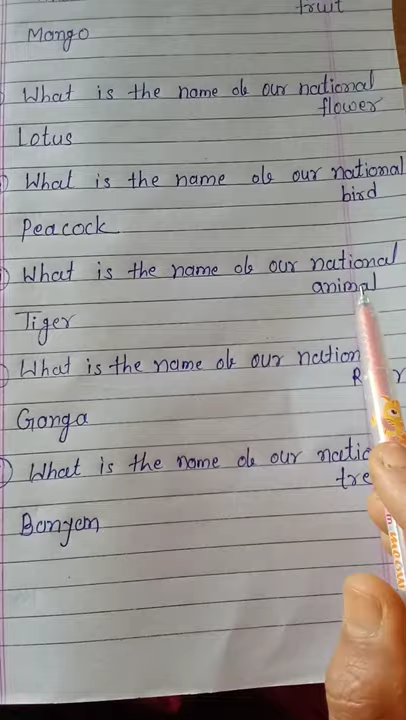 fruit
Mango
What is the name of our national
flower
Lotus
What is the name of our national
bird
Peacock
What is the name of our national
animal
Tiger
What is the name of our nation
R r
Ganga
What is the name of our natio
tre
Banyan